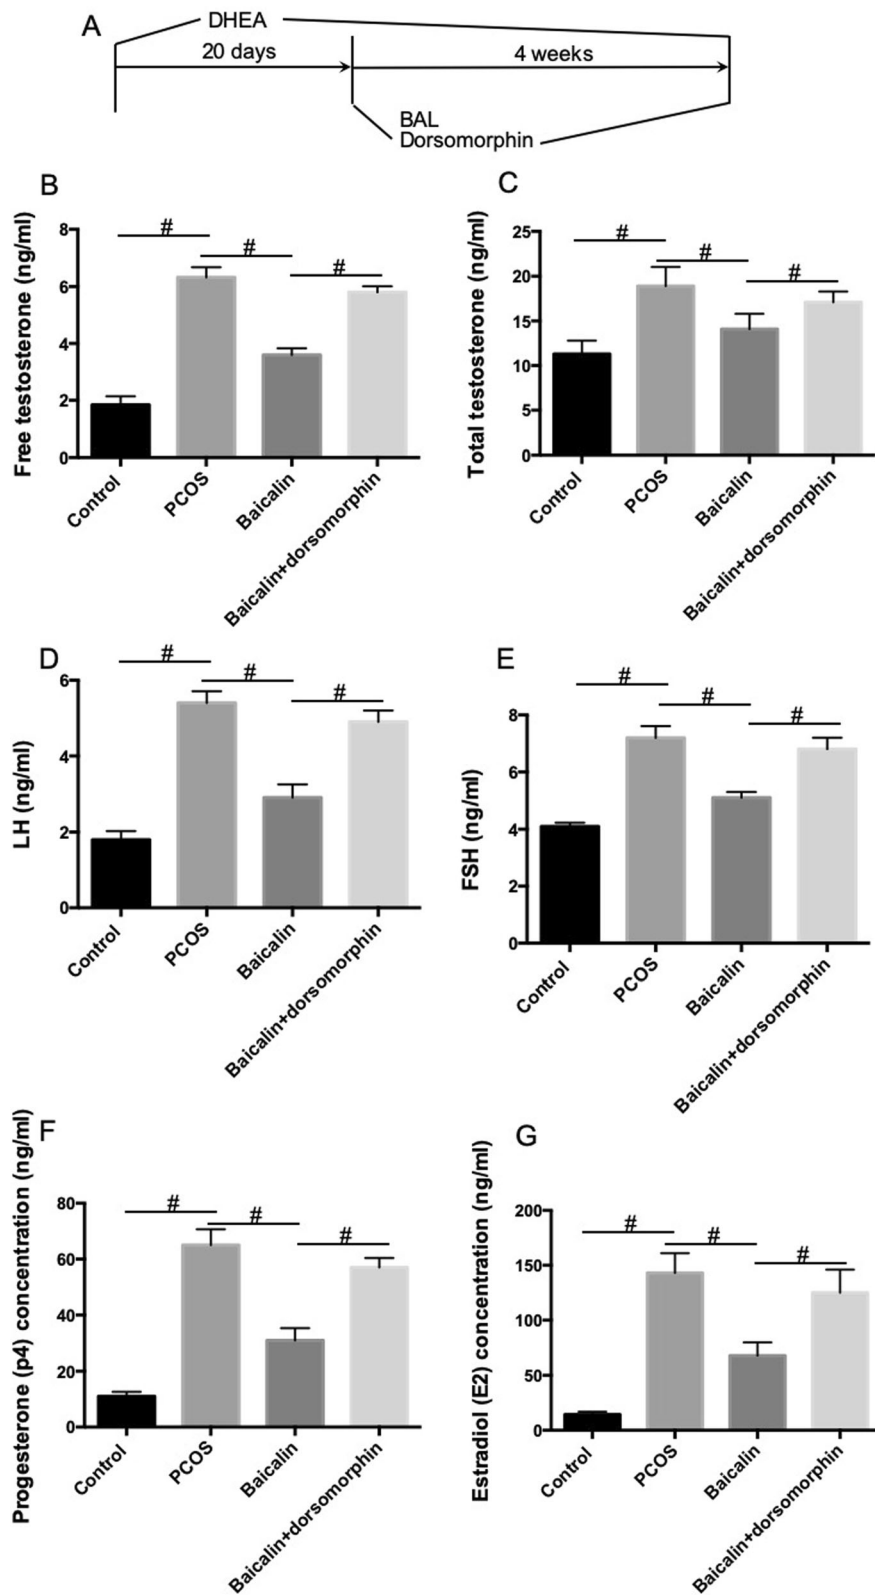 A
DHEA
20 days
4 weeks
BAL
Dorsomorphin
B
Free testosterone (ng/ml)
8
6
4
2
0
#
#
#
Control
PCOS
Baicalin
Baicalin+dorsomorphin
C
Total testosterone (ng/ml)
25
20
15
10
5
0
#
#
#
Control
PCOS
Baicalin
Baicalin+dorsomorphin
D
LH (ng/ml)
6
4
2
0
#
#
#
Control
PCOS
Baicalin
Baicalin+dorsomorphin
E
FSH (ng/ml)
8
6
4
2
0
#
#
#
Control
PCOS
Baicalin
Baicalin+dorsomorphin
F
Progesterone (p4) concentration (ng/ml)
80
60
40
20
0
#
#
#
Control
PCOS
Baicalin
Baicalin+dorsomorphin
G
Estradiol (E2) concentration (ng/ml)
200
150
100
50
0
#
#
#
Control
PCOS
Baicalin
Baicalin+dorsomorphin